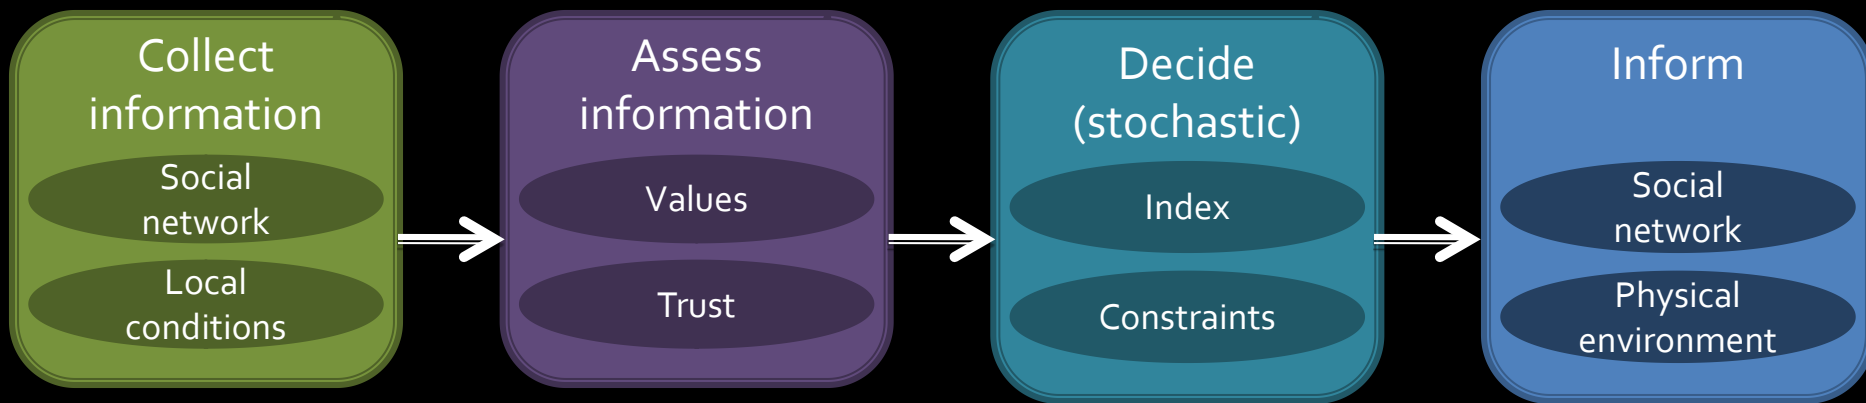 Collect
information
Social
network
Local
conditions
Assess
information
Values
Trust
Decide
(stochastic)
Index
Constraints
Inform
Social
network
Physical
environment